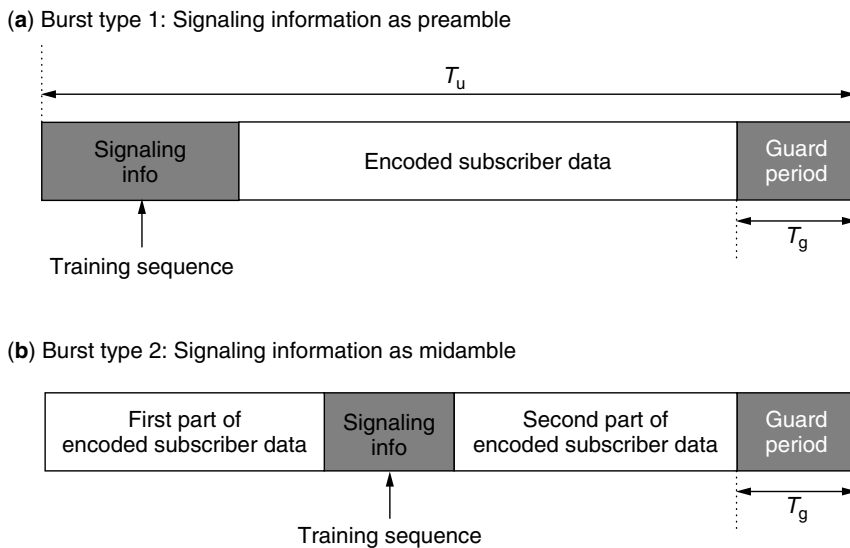 (a) Burst type 1: Signaling information as preamble
Tu
Signaling
info
Encoded subscriber data
Guard
period
Tg
Training sequence
(b) Burst type 2: Signaling information as midamble
First part of
encoded subscriber data
Signaling
info
Second part of
encoded subscriber data
Guard
period
Tg
Training sequence